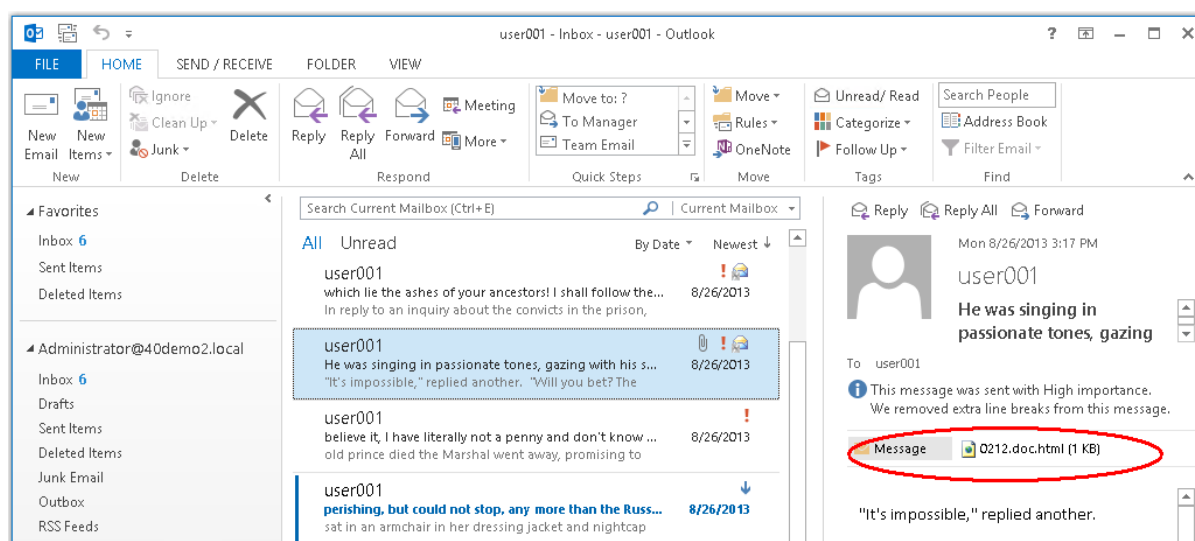 user001 - Inbox - user001 - Outlook
FILE HOME SEND / RECEIVE FOLDER VIEW
New Email
New Items
Ignore
Clean Up
Junk
Delete
Reply
Reply All
Forward
Meeting
More
Move to: ?
To Manager
Team Email
Move
Rules
OneNote
Unread/ Read
Categorize
Follow Up
Search People
Address Book
Filter Email
New Delete Respond Quick Steps Move Tags Find
Favorites
Inbox 6
Sent Items
Deleted Items
Administrator@40demo2.local
Inbox 6
Drafts
Sent Items
Deleted Items
Junk Email
Outbox
RSS Feeds
Search Current Mailbox (Ctrl+E) Current Mailbox
All Unread By Date Newest
user001
which lie the ashes of your ancestors! I shall follow the... 8/26/2013
In reply to an inquiry about the convicts in the prison,
user001
He was singing in passionate tones, gazing with his s... 8/26/2013
"It's impossible," replied another. "Will you bet? The
user001
believe it, I have literally not a penny and don't know ... 8/26/2013
old prince died the Marshal went away, promising to
user001
perishing, but could not stop, any more than the Russ... 8/26/2013
sat in an armchair in her dressing jacket and nightcap
Reply Reply All Forward
Mon 8/26/2013 3:17 PM
user001
He was singing in
passionate tones, gazing
To user001
This message was sent with High importance.
We removed extra line breaks from this message.
Message 0212.doc.html (1 KB)
"It's impossible," replied another.